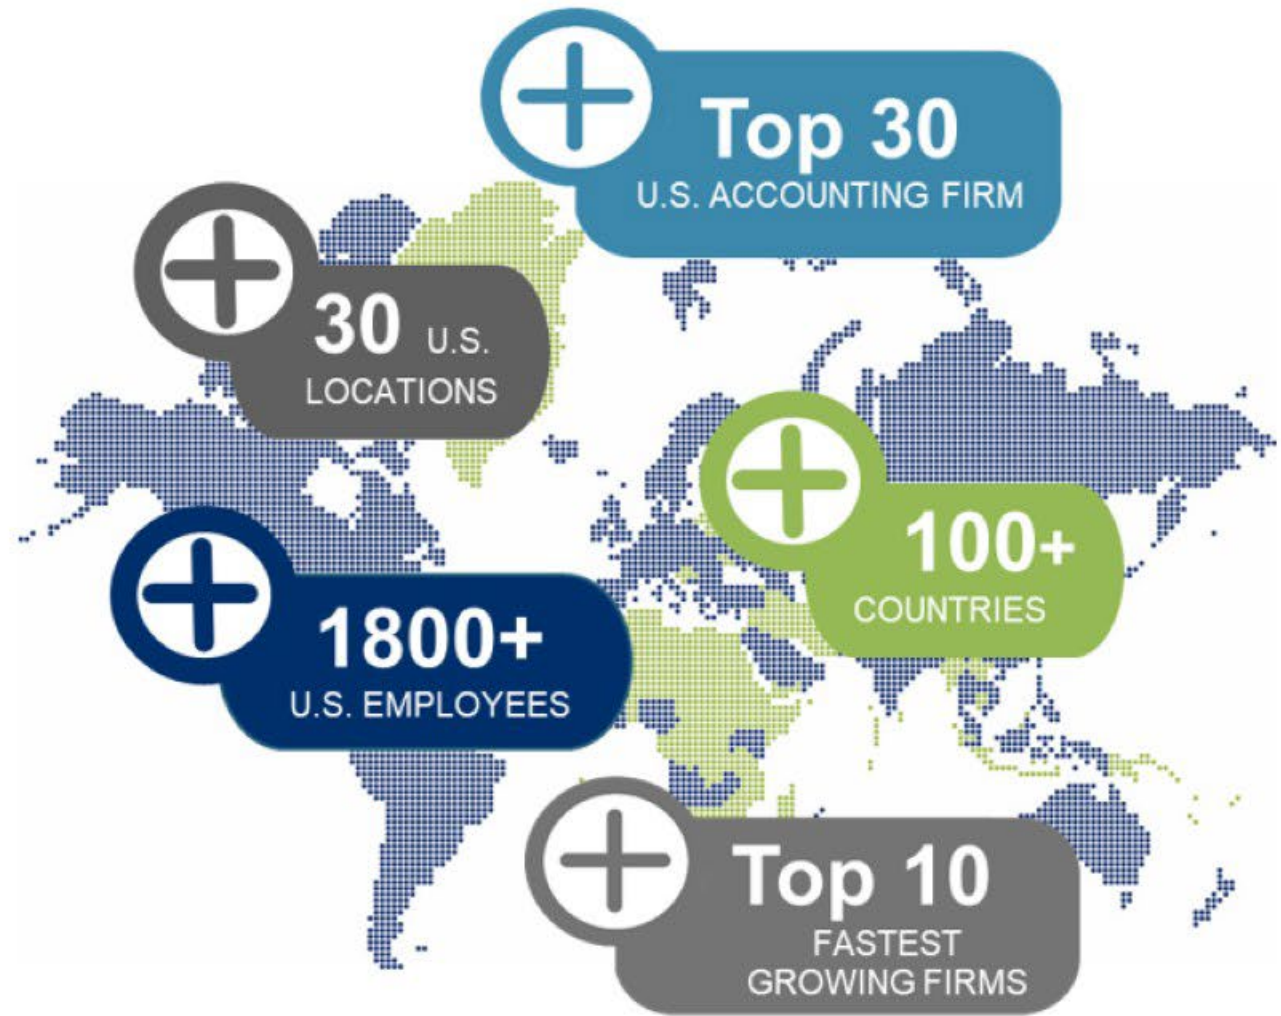 Top 30
U.S. ACCOUNTING FIRM
30 U.S.
LOCATIONS
100+
COUNTRIES
1800+
U.S. EMPLOYEES
Top 10
FASTEST
GROWING FIRMS